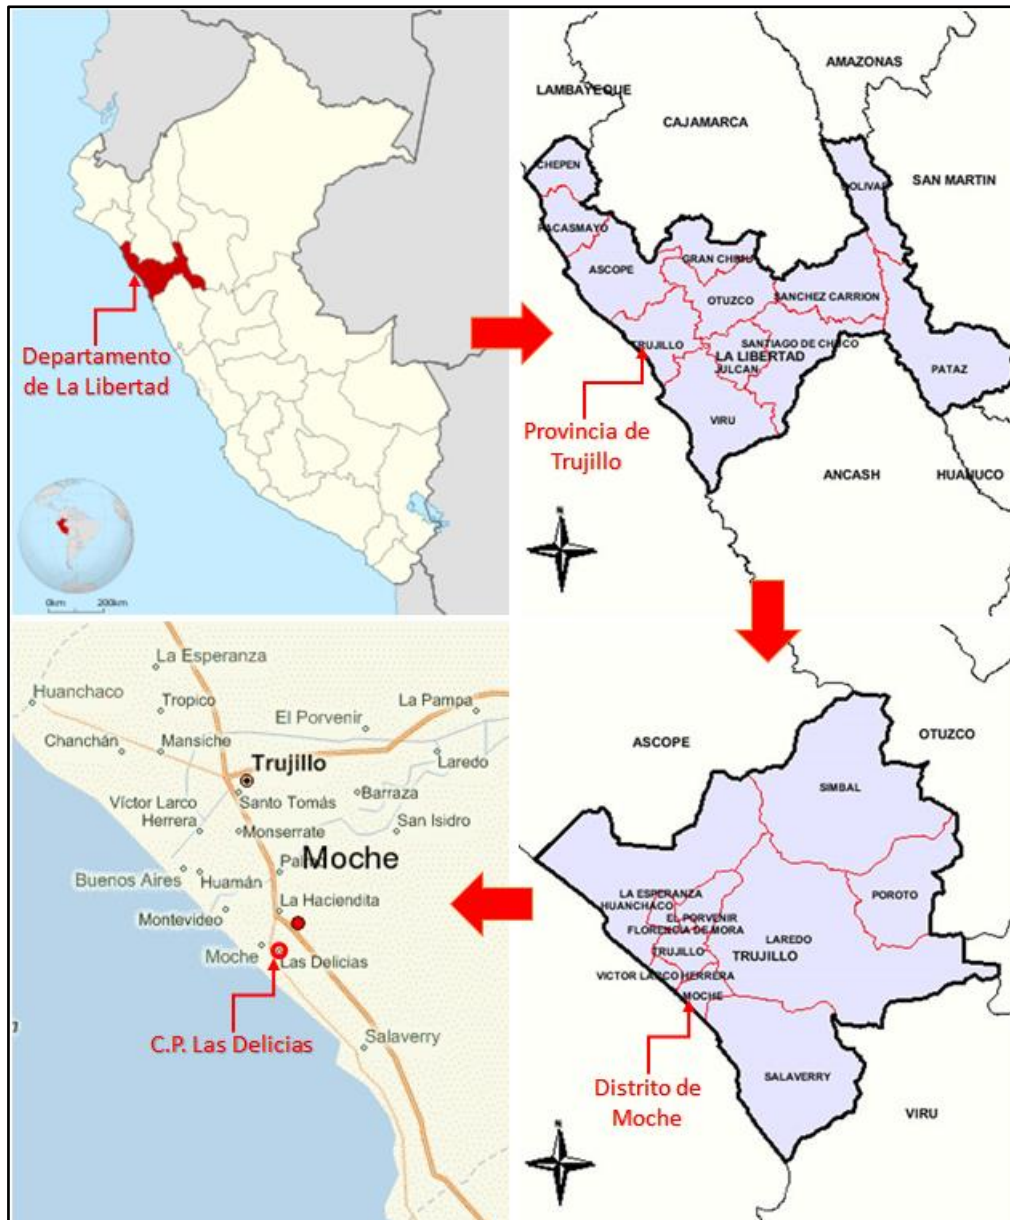 Departamento
de La Libertad
0km 200km
AMAZONAS
LAMBAYEQUE
CAJAMARCA
CHEPEN
SAN MARTIN
BOLIVAR
PACASMAYO
ASCOPE
GRAN CHIMU
OTUZCO
SANCHEZ CARRION
TRUJILLO
SANTIAGO DE CHUCO
LA LIBERTAD
JULCAN
PATAZ
VIRU
Provincia de
Trujillo
ANCASH
HUANUCO
N
La Esperanza
Huanchaco
Tropico
La Pampa
El Porvenir
Chanchán
Mansiche
Trujillo
Laredo
Santo Tomás
Barraza
Víctor Larco
Herrera
Monserrate
San Isidro
Moche
Buenos Aires
Huamán
La Haciendita
Montevideo
Moche
Las Delicias
C.P. Las Delicias
Salaverry
ASCOPE
OTUZCO
SIMBAL
LA ESPERANZA
HUANCHACO
POROTO
EL PORVENIR
FLORENCIA DE MORA
LAREDO
TRUJILLO
TRUJILLO
VICTOR LARCO HERRERA
MOCHE
SALAVERRY
Distrito de
Moche
VIRU
N